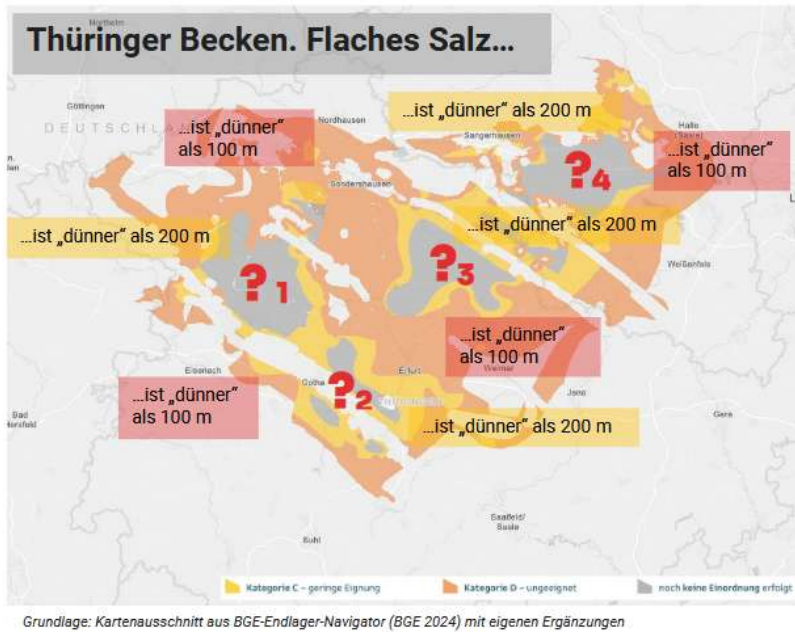 Northeim
Thüringer Becken. Flaches Salz...
Göttingen
DEUTSCHLAN
...ist „dünner“
als 100 m
Nordhausen
...ist „dünner“ als 200 m
Sangerhausen
Halle
(Saale)
...ist „dünner“
als 100 m
?4
Sondershausen
...ist „dünner“ als 200 m
...ist „dünner“ als 200 m
?1
?3
Weißenfels
...ist „dünner“
als 100 m
Weimar
Eisenach
...ist „dünner“
als 100 m
Gotha
?2
Erfurt
Jena
Gera
Bad
Hersfeld
...ist „dünner“ als 200 m
Saalfeld/
Saale
Suhl
Kategorie C – geringe Eignung
Kategorie D – ungeeignet
noch keine Einordnung erfolgt
Grundlage: Kartenausschnitt aus BGE-Endlager-Navigator (BGE 2024) mit eigenen Ergänzungen